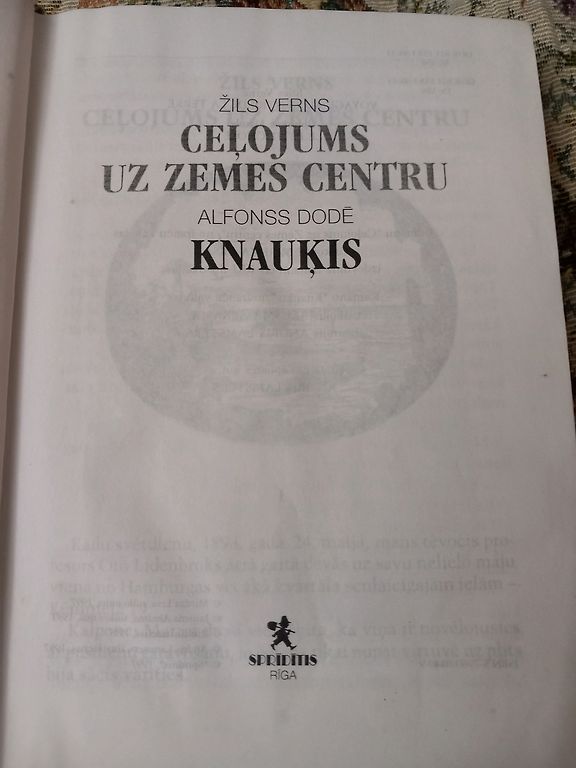 ŽILS VERNS
CEĻOJUMS
UZ ZEMES CENTRU
ALFONSS DODĒ
KNAUĶIS
SPRĪDĪTIS
RĪGA